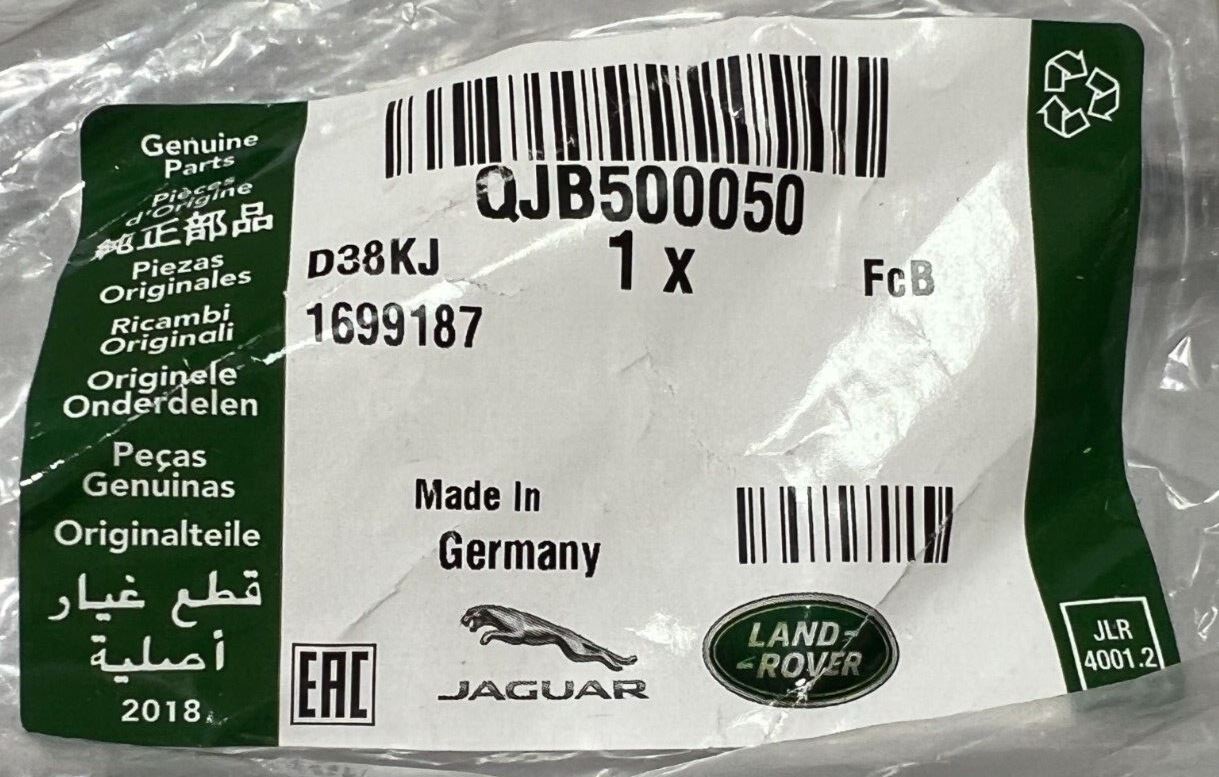 Genuine
Parts
Pièces
d'Origine
純正部品
Piezas
Originales
Ricambi
Originali
Originele
Onderdelen
Peças
Genuinas
Originalteile
قطع غيار
أصلية
2018
QJB500050
D38KJ
1 x
FcB
1699187
Made In
Germany
EAC
JAGUAR
LAND-
-ROVER
JLR
4001.2